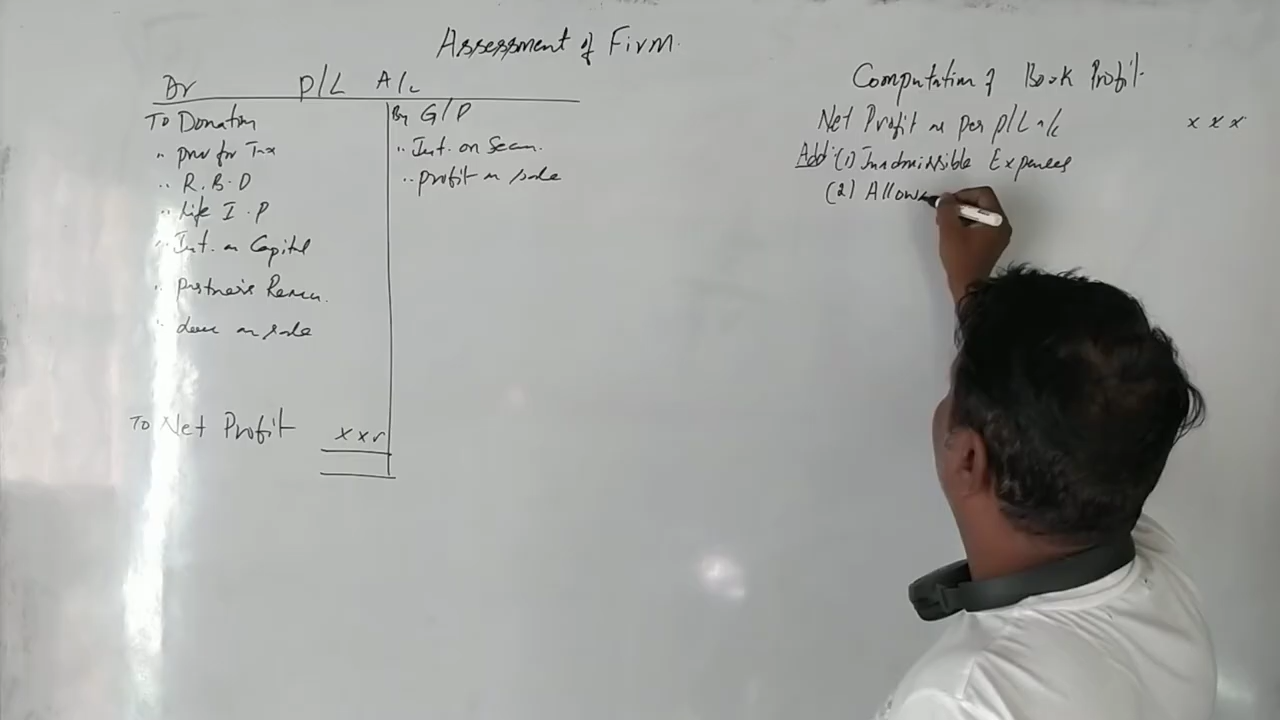 Assessment of Firm.
Dr P/L A/c
To Donation
" prov for Tax
" R.B.D
" Life I.P
" Int. on Capital
" partner's Remu.
" loss on sale
To Net Profit x x x
By G/P
" Int. on Secu.
" profit on sale
Computation of Book Profit
Net Profit as per P/L a/c x x x
Add: (1) Inadmissible Expenses
(2) Allow